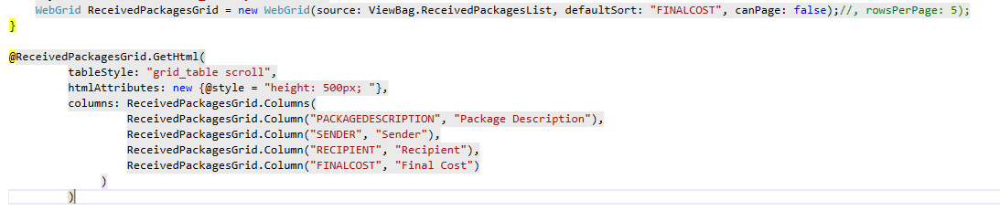 WebGrid ReceivedPackagesGrid = new WebGrid(source: ViewBag.ReceivedPackagesList, defaultSort: "FINALCOST", canPage: false);//, rowsPerPage: 5);
}
@ReceivedPackagesGrid.GetHtml(
tableStyle: "grid_table scroll",
htmlAttributes: new {@style = "height: 500px; "},
columns: ReceivedPackagesGrid.Columns(
ReceivedPackagesGrid.Column("PACKAGEDESCRIPTION", "Package Description"),
ReceivedPackagesGrid.Column("SENDER", "Sender"),
ReceivedPackagesGrid.Column("RECIPIENT", "Recipient"),
ReceivedPackagesGrid.Column("FINALCOST", "Final Cost")
)
)